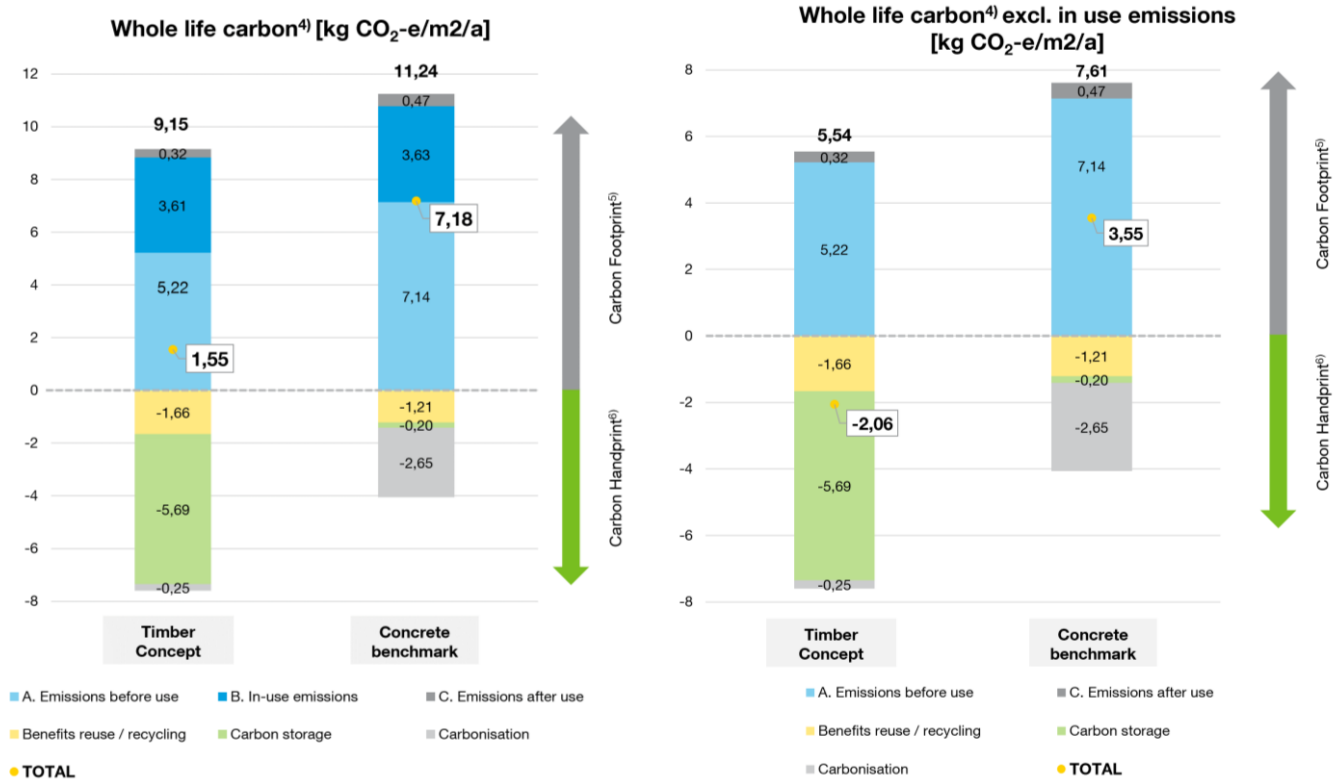 Whole life carbon4) [kg CO2-e/m2/a]
12
10
8
6
4
2
0
-2
-4
-6
-8
9,15
0,32
3,61
5,22
1,55
-1,66
-5,69
-0,25
11,24
0,47
3,63
7,18
7,14
-1,21
-0,20
-2,65
Carbon Footprint5)
Carbon Handprint6)
Timber
Concept
Concrete
benchmark
A. Emissions before use
B. In-use emissions
C. Emissions after use
Benefits reuse / recycling
Carbon storage
Carbonisation
TOTAL
Whole life carbon4) excl. in use emissions
[kg CO2-e/m2/a]
8
6
4
2
0
-2
-4
-6
-8
5,54
0,32
5,22
-1,66
-2,06
-5,69
-0,25
7,61
0,47
7,14
3,55
-1,21
-0,20
-2,65
Carbon Footprint5)
Carbon Handprint6)
Timber
Concept
Concrete
benchmark
A. Emissions before use
C. Emissions after use
Benefits reuse / recycling
Carbon storage
Carbonisation
TOTAL